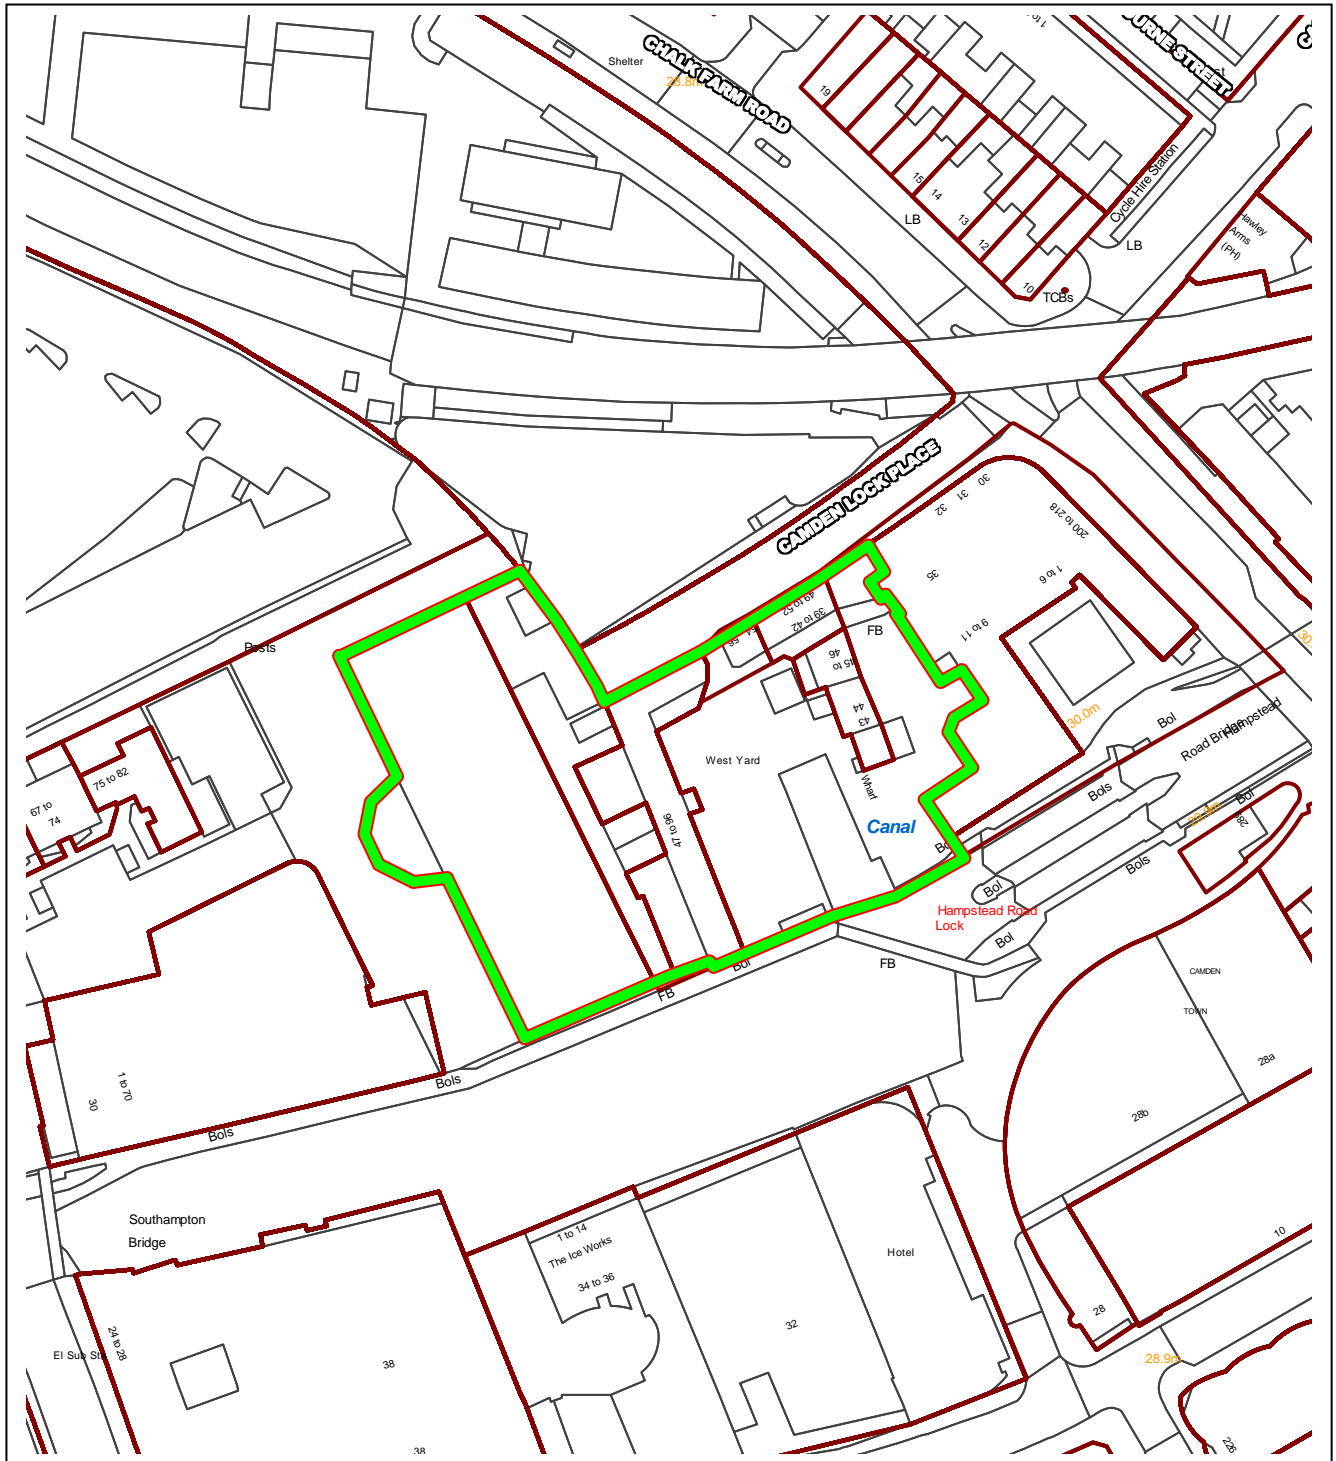 CHALK FARM ROAD
Shelter
28.8m
19
15
14
13
12
10
LB
Cycle Hire Station
LB
TCBs
Hawley
Arms
(PH)
CAMDEN LOCK PLACE
30
31
32
35
200 to 218
1 to 6
9 to 11
49 to 52
39 to 42
FB
45 to
46
44
43
Wharf
West Yard
47 to 96
Canal
30.0m
Bol
Road Bridge
Hampstead
Bols
Bol
28
Bols
Bol
Hampstead Road
Lock
Bol
FB
Bol
FB
Posts
75 to 82
67 to
74
1 to 70
30
Bols
Bols
CAMDEN
TOWN
28a
28b
10
28
28.9m
226
Southampton
Bridge
1 to 14
The Ice Works
34 to 36
Hotel
32
24 to 28
El Sub Sta
38
38